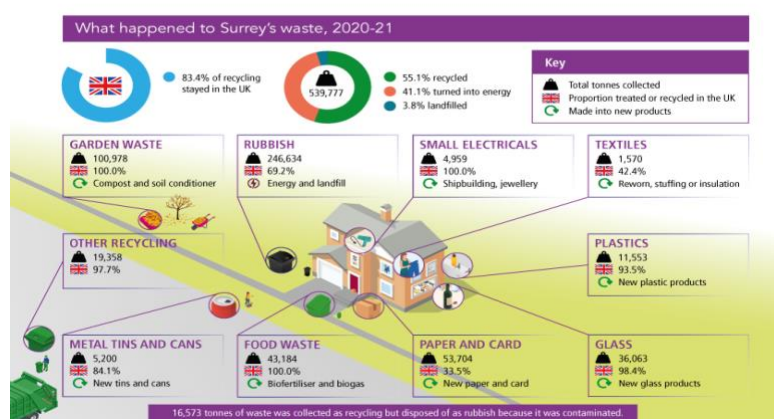 What happened to Surrey's waste, 2020-21
83.4% of recycling
stayed in the UK
539,777
55.1% recycled
41.1% turned into energy
3.8% landfilled
Key
Total tonnes collected
Proportion treated or recycled in the UK
Made into new products
GARDEN WASTE
100,978
100.0%
Compost and soil conditioner
RUBBISH
246,634
69.2%
Energy and landfill
SMALL ELECTRICALS
4,959
100.0%
Shipbuilding, jewellery
TEXTILES
1,570
42.4%
Reworn, stuffing or insulation
OTHER RECYCLING
19,358
97.7%
PLASTICS
11,553
93.5%
New plastic products
METAL TINS AND CANS
5,200
84.1%
New tins and cans
FOOD WASTE
43,184
100.0%
Biofertiliser and biogas
PAPER AND CARD
53,704
33.5%
New paper and card
GLASS
36,063
98.4%
New glass products
16,573 tonnes of waste was collected as recycling but disposed of as rubbish because it was contaminated.